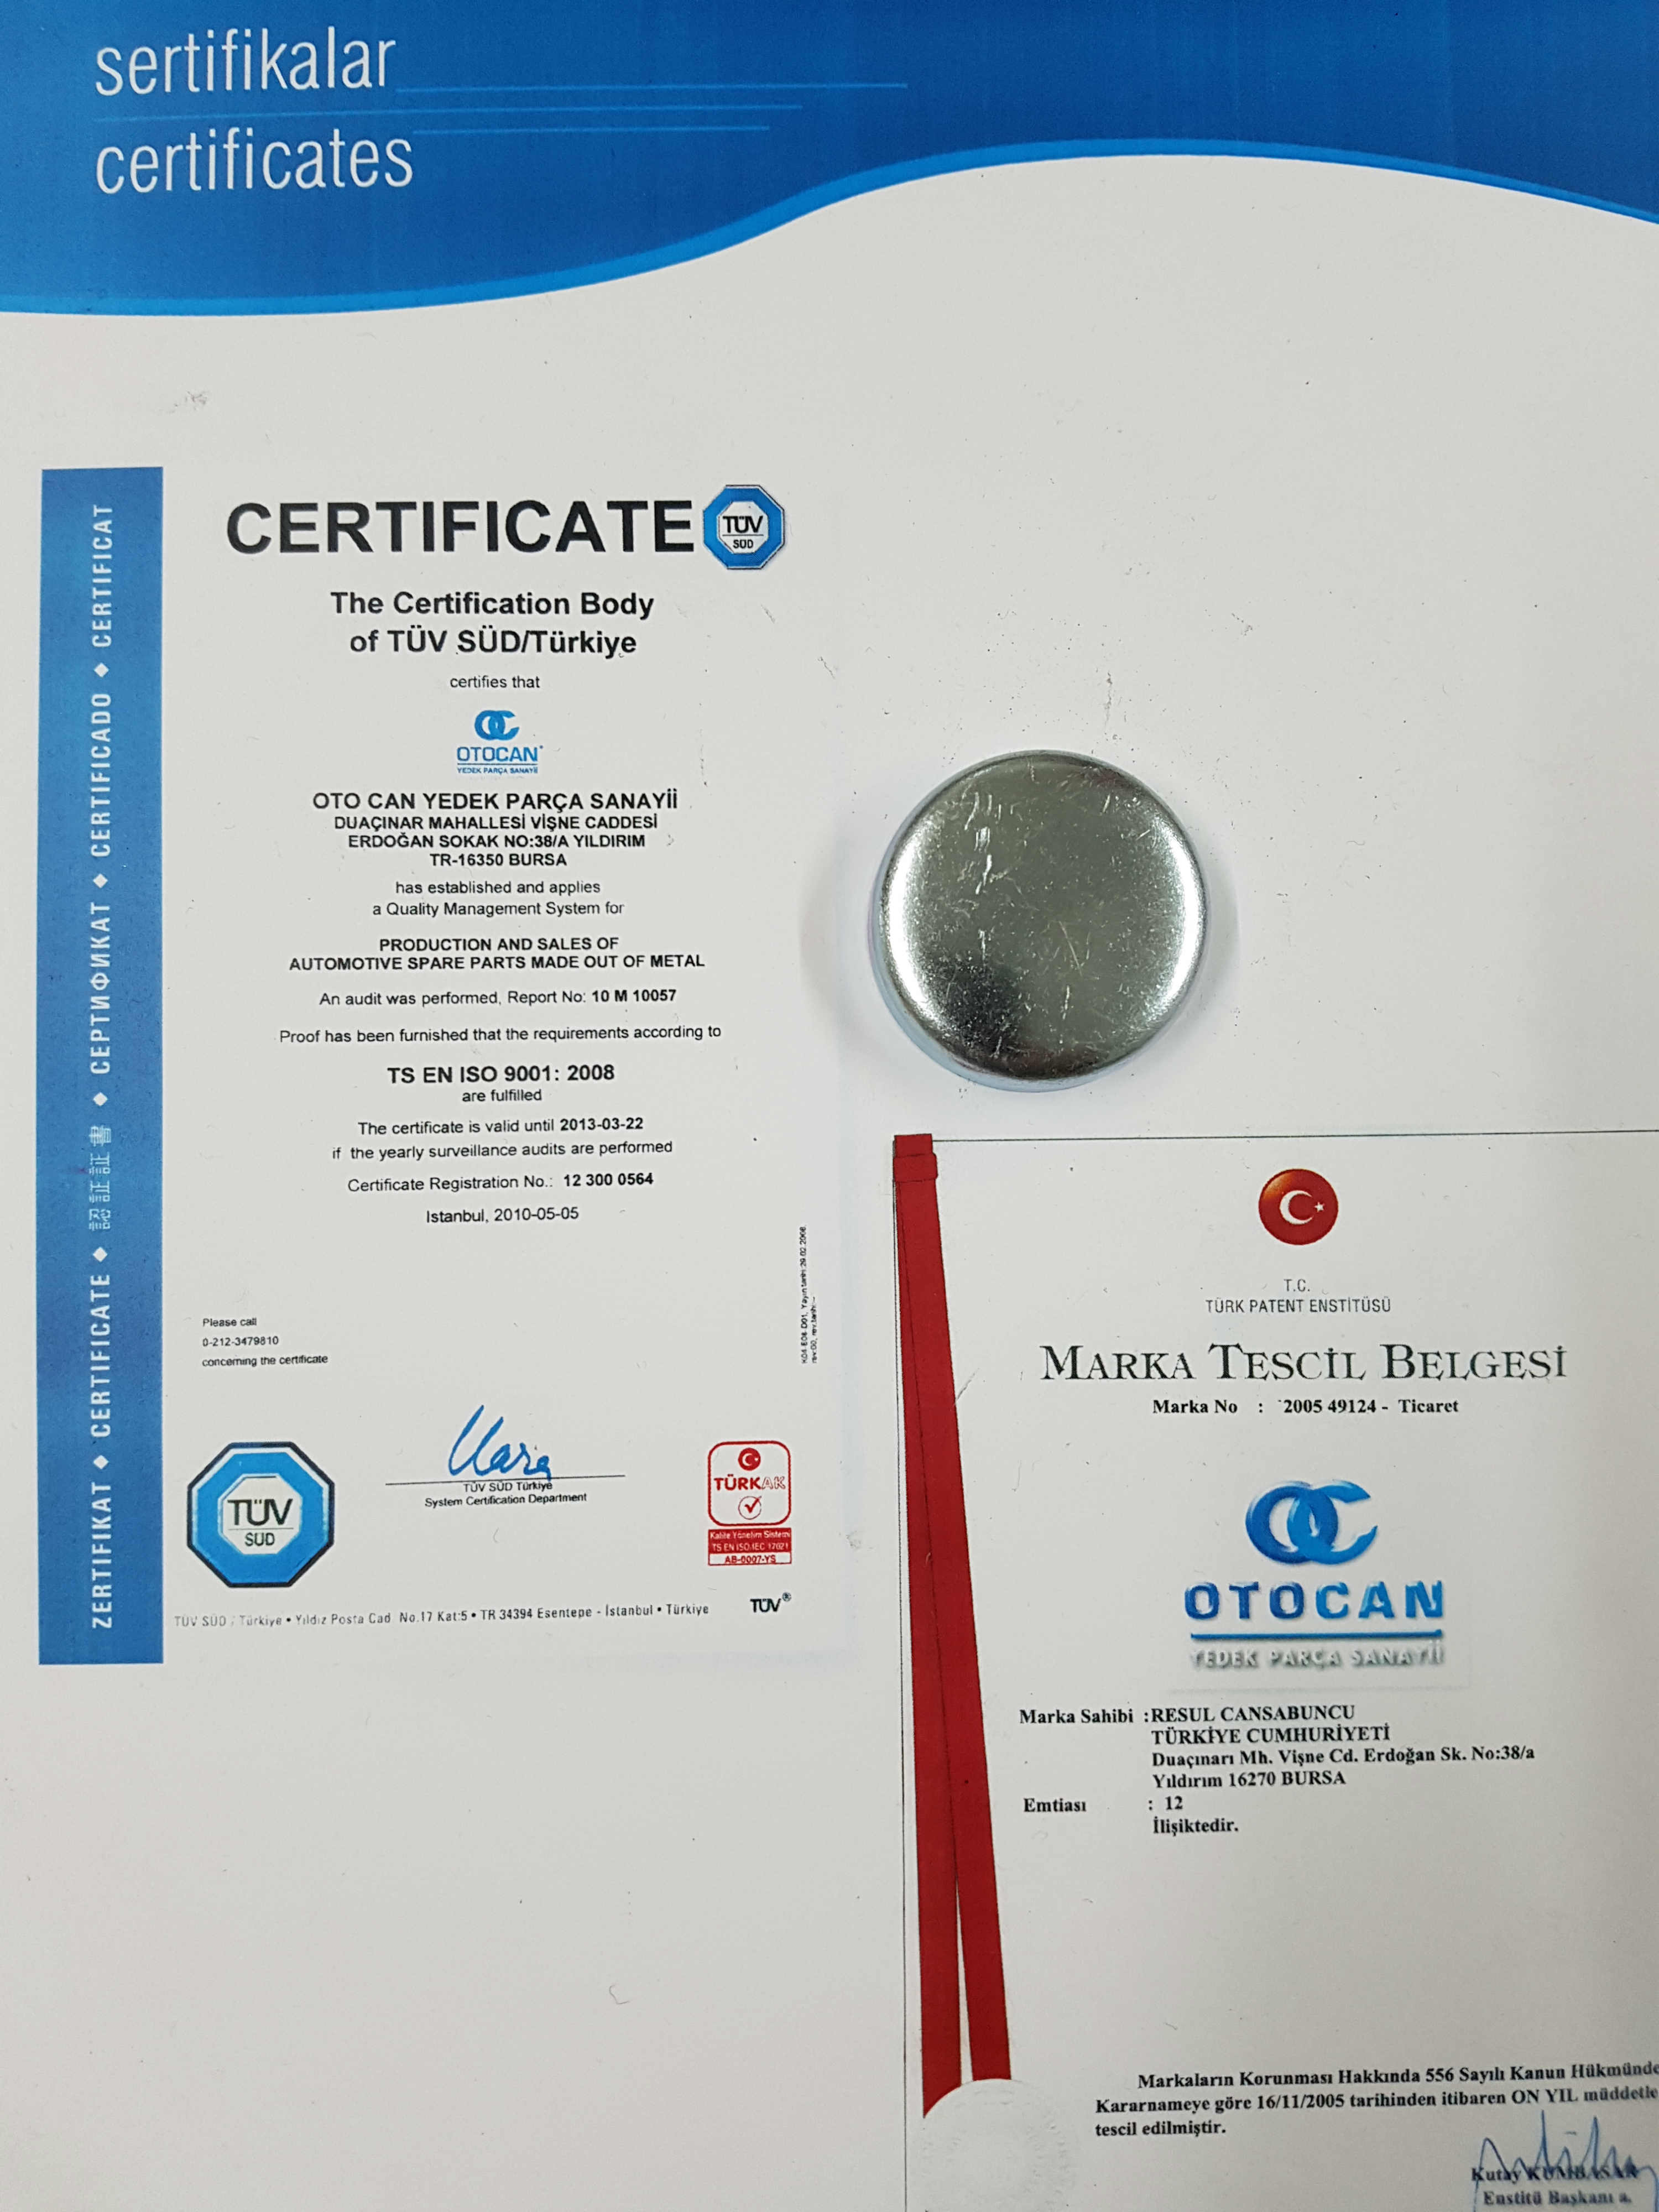 sertifikalar
certificates
ZERTIFIKAT ◆ CERTIFICATE ◆ 認証証書 ◆ СЕРТИФИКАТ ◆ CERTIFICADO ◆ CERTIFICAT
CERTIFICATE
TÜV
SÜD
The Certification Body
of TÜV SÜD/Türkiye
certifies that
OTOCAN
YEDEK PARÇA SANAYİİ
OTO CAN YEDEK PARÇA SANAYİİ
DUAÇINAR MAHALLESİ VİŞNE CADDESİ
ERDOĞAN SOKAK NO:38/A YILDIRIM
TR-16350 BURSA
has established and applies
a Quality Management System for
PRODUCTION AND SALES OF
AUTOMOTIVE SPARE PARTS MADE OUT OF METAL
An audit was performed, Report No: 10 M 10057
Proof has been furnished that the requirements according to
TS EN ISO 9001: 2008
are fulfilled
The certificate is valid until 2013-03-22
if the yearly surveillance audits are performed
Certificate Registration No.: 12 300 0564
Istanbul, 2010-05-05
Please call
0-212-3479810
concerning the certificate
TÜV
SÜD
TÜV SÜD Türkiye
System Certification Department
TÜRKAK
Kalite Yönetim Sistemi
TS EN ISO IEC 17021
AB-0007-YS
TÜV SÜD / Türkiye • Yıldız Posta Cad. No.17 Kat:5 • TR 34394 Esentepe - İstanbul • Türkiye
TÜV®
T.C.
TÜRK PATENT ENSTİTÜSÜ
MARKA TESCİL BELGESİ
Marka No : 2005 49124 - Ticaret
OTOCAN
YEDEK PARÇA SANAYİİ
Marka Sahibi :RESUL CANSABUNCU
TÜRKİYE CUMHURİYETİ
Duaçınarı Mh. Vişne Cd. Erdoğan Sk. No:38/a
Yıldırım 16270 BURSA
Emtiası : 12
İlişiktedir.
Markaların Korunması Hakkında 556 Sayılı Kanun Hükmünde
Kararnameye göre 16/11/2005 tarihinden itibaren ON YIL müddetle
tescil edilmiştir.
Kutay KUMBASAR
Enstitü Başkanı a.